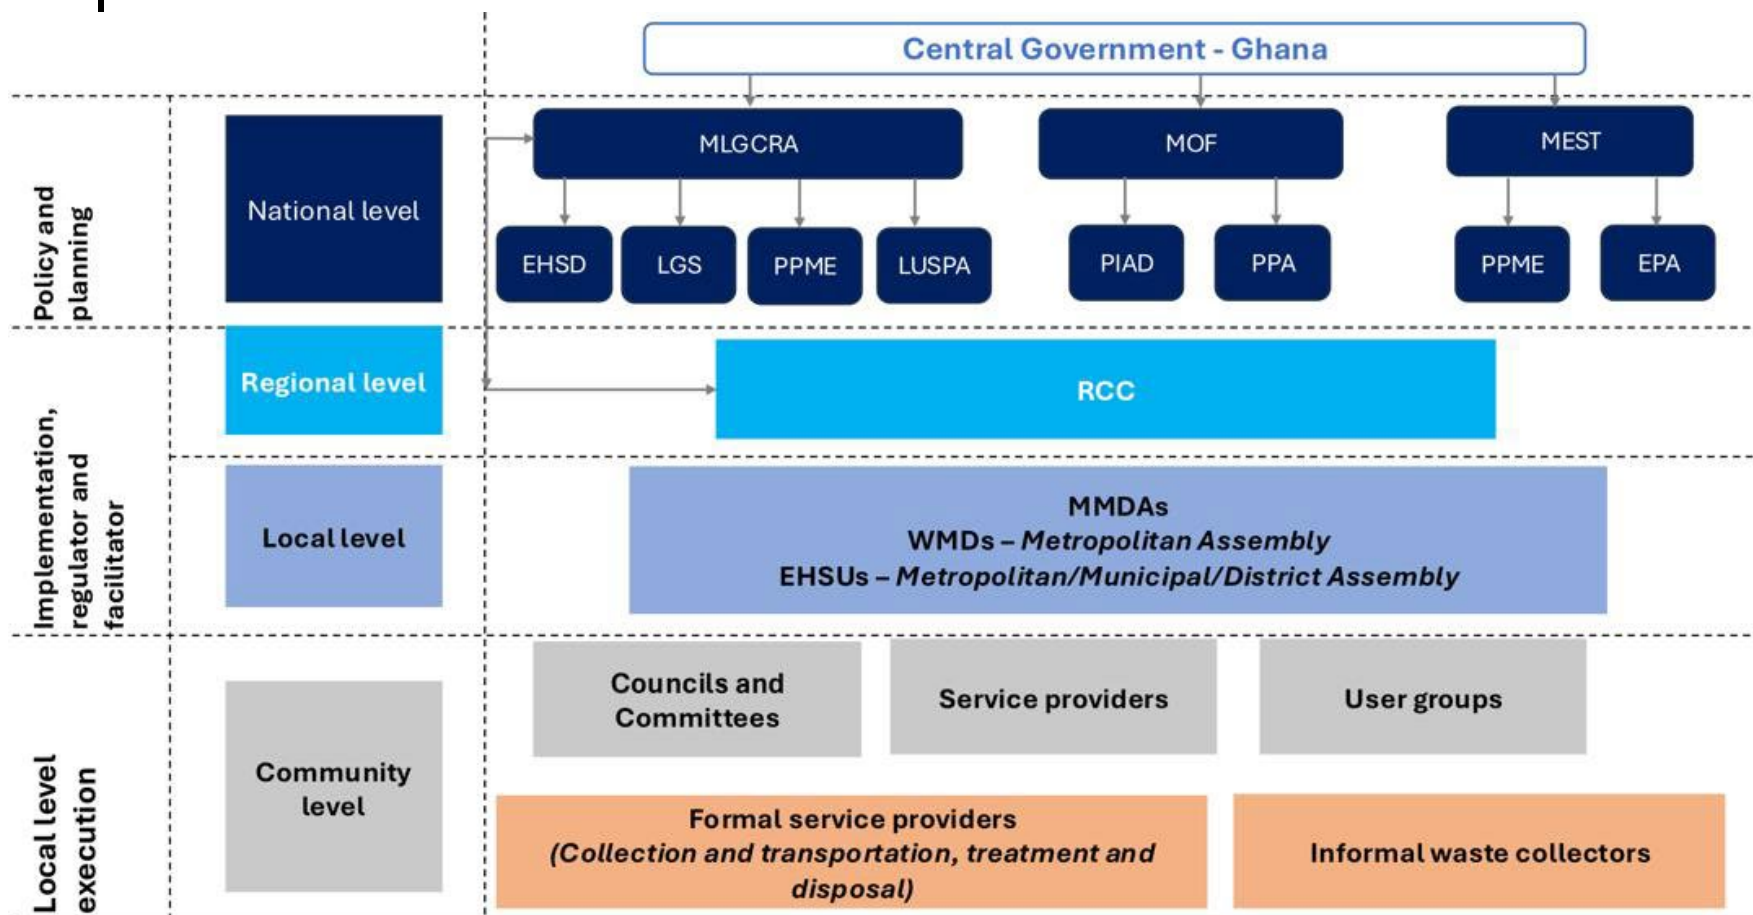 Central Government - Ghana
Policy and
planning
National level
MLGCRA
MOF
MEST
EHSD
LGS
PPME
LUSPA
PIAD
PPA
PPME
EPA
Implementation,
regulator and
facilitator
Regional level
RCC
Local level
MMDAs
WMDs – Metropolitan Assembly
EHSUs – Metropolitan/Municipal/District Assembly
Local level
execution
Community
level
Councils and
Committees
Service providers
User groups
Formal service providers
(Collection and transportation, treatment and
disposal)
Informal waste collectors